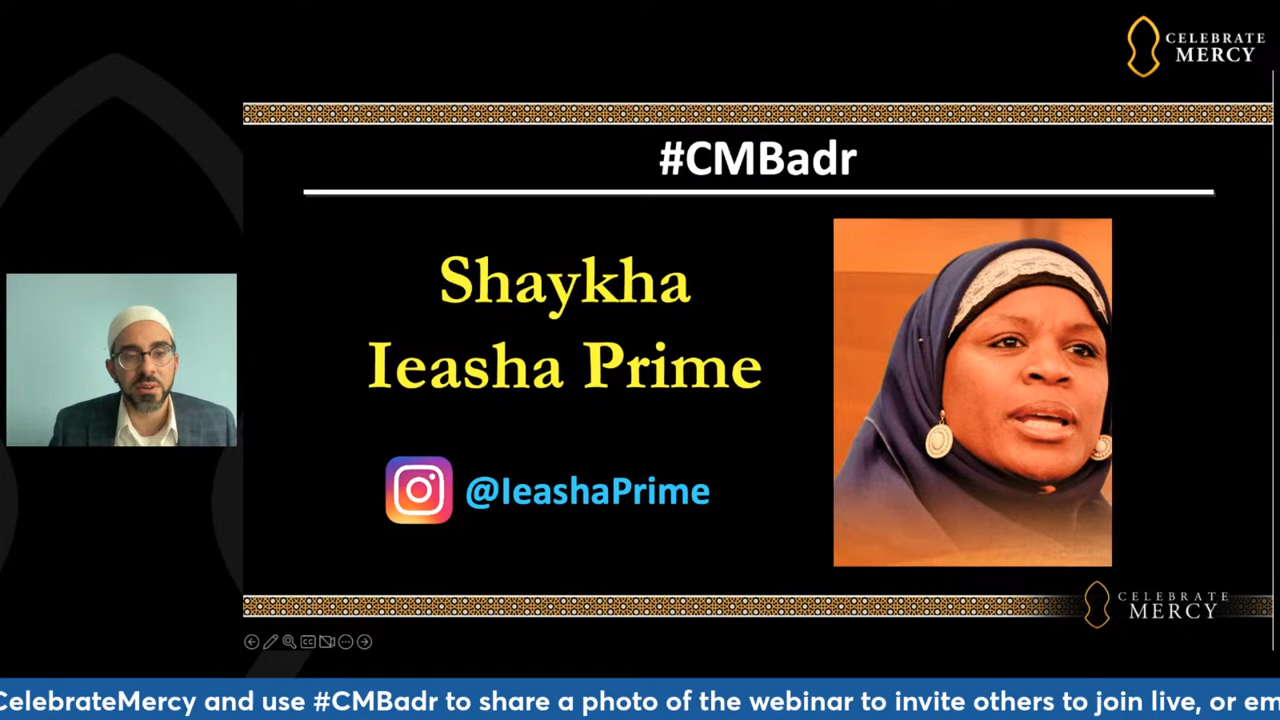 CELEBRATE
MERCY
#CMBadr
Shaykha
Ieasha Prime
@IeashaPrime
CELEBRATE
MERCY
CC
CelebrateMercy and use #CMBadr to share a photo of the webinar to invite others to join live, or em